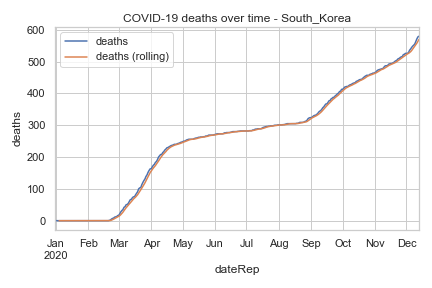 COVID-19 deaths over time - South_Korea
600
500
400
300
200
100
0
deaths
deaths
deaths (rolling)
Jan Feb Mar Apr May Jun Jul Aug Sep Oct Nov Dec
2020
dateRep